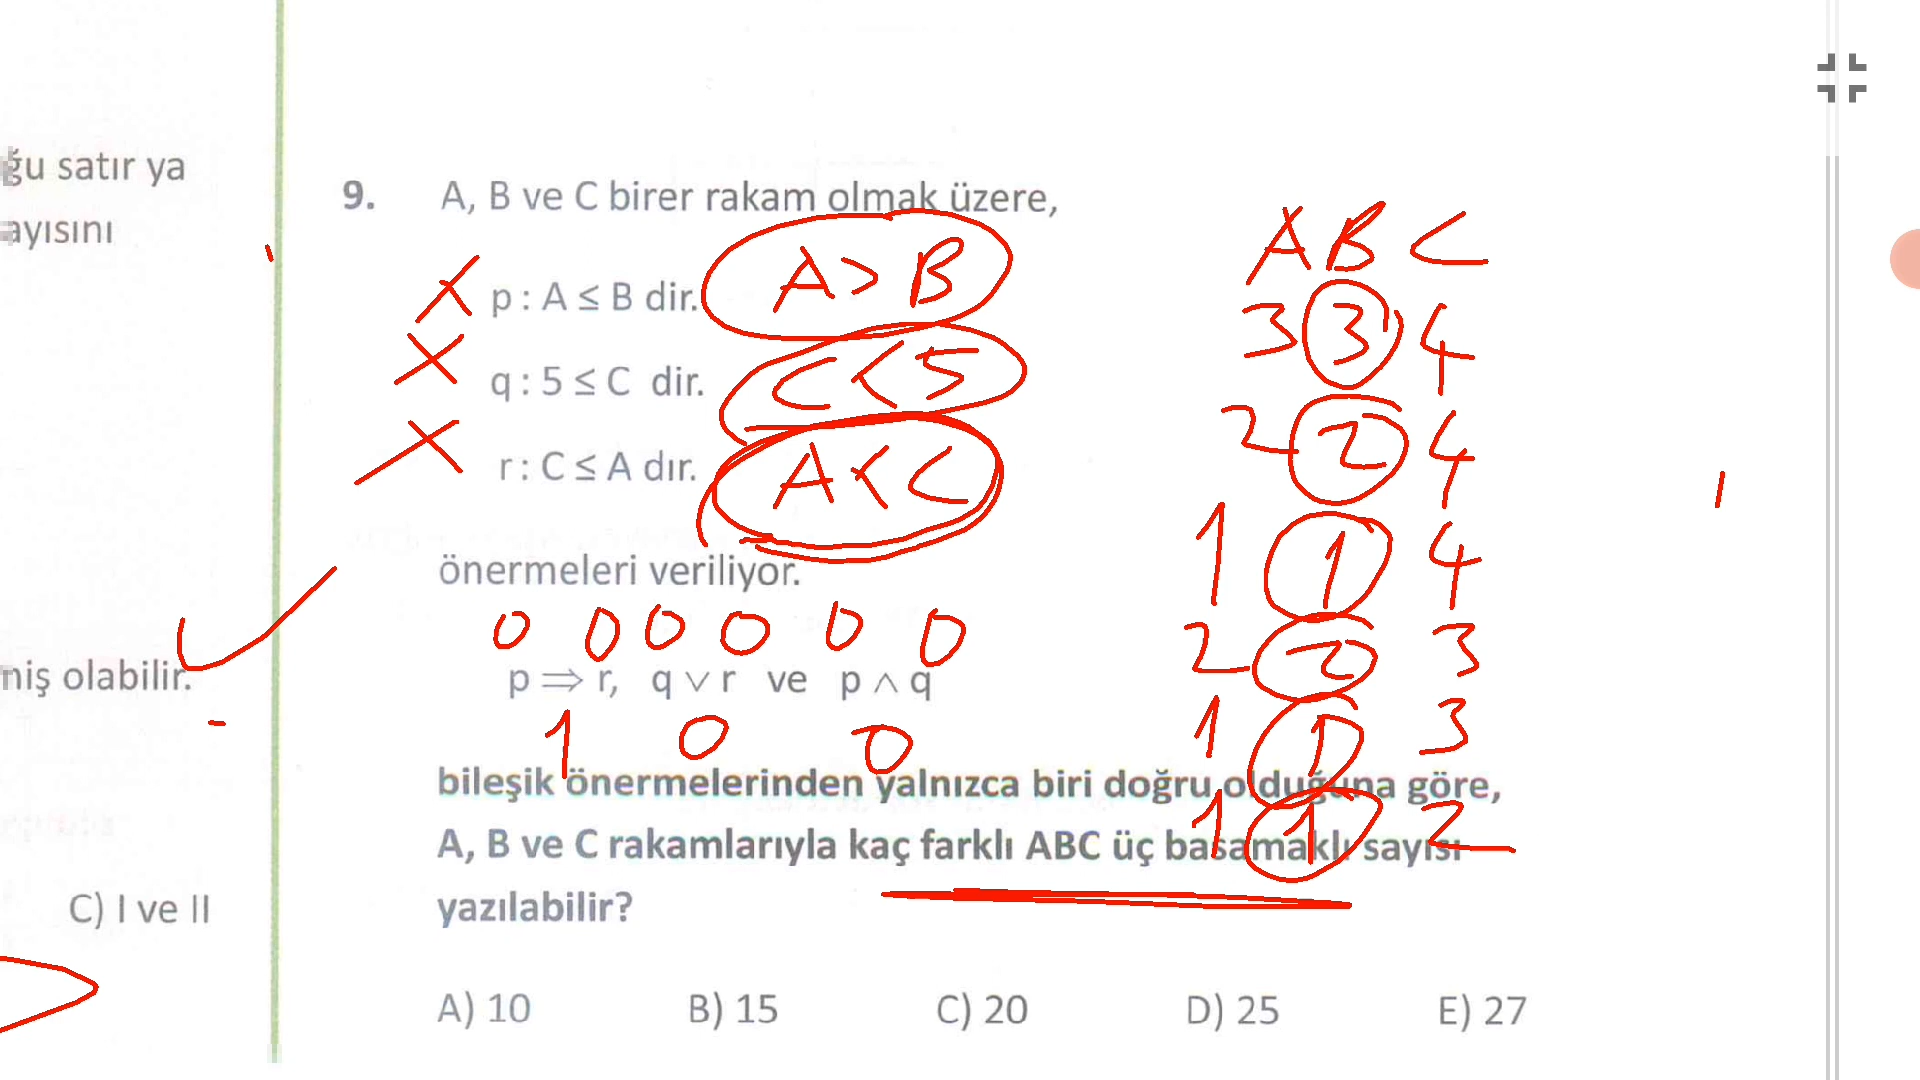 ğu satır ya
ayısını
niş olabilir.
C) I ve II
9. A, B ve C birer rakam olmak üzere,
p : A ≤ B dir. A > B
q : 5 ≤ C dir. C < 5
r : C ≤ A dır. A < C
önermeleri veriliyor.
0 0 0 0 0 0
p ⇒ r, q ∨ r ve p ∧ q
1 0 0
bileşik önermelerinden yalnızca biri doğru olduğuna göre,
A, B ve C rakamlarıyla kaç farklı ABC üç basamaklı sayısı
yazılabilir?
A) 10 B) 15 C) 20 D) 25 E) 27
A B C
3 3 4
2 2 4
1 1 4
2 2 3
1 1 3
1 1 2